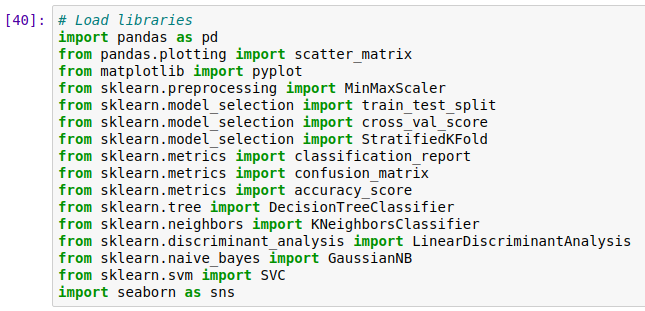 [40]: # Load libraries
import pandas as pd
from pandas.plotting import scatter_matrix
from matplotlib import pyplot
from sklearn.preprocessing import MinMaxScaler
from sklearn.model_selection import train_test_split
from sklearn.model_selection import cross_val_score
from sklearn.model_selection import StratifiedKFold
from sklearn.metrics import classification_report
from sklearn.metrics import confusion_matrix
from sklearn.metrics import accuracy_score
from sklearn.tree import DecisionTreeClassifier
from sklearn.neighbors import KNeighborsClassifier
from sklearn.discriminant_analysis import LinearDiscriminantAnalysis
from sklearn.naive_bayes import GaussianNB
from sklearn.svm import SVC
import seaborn as sns